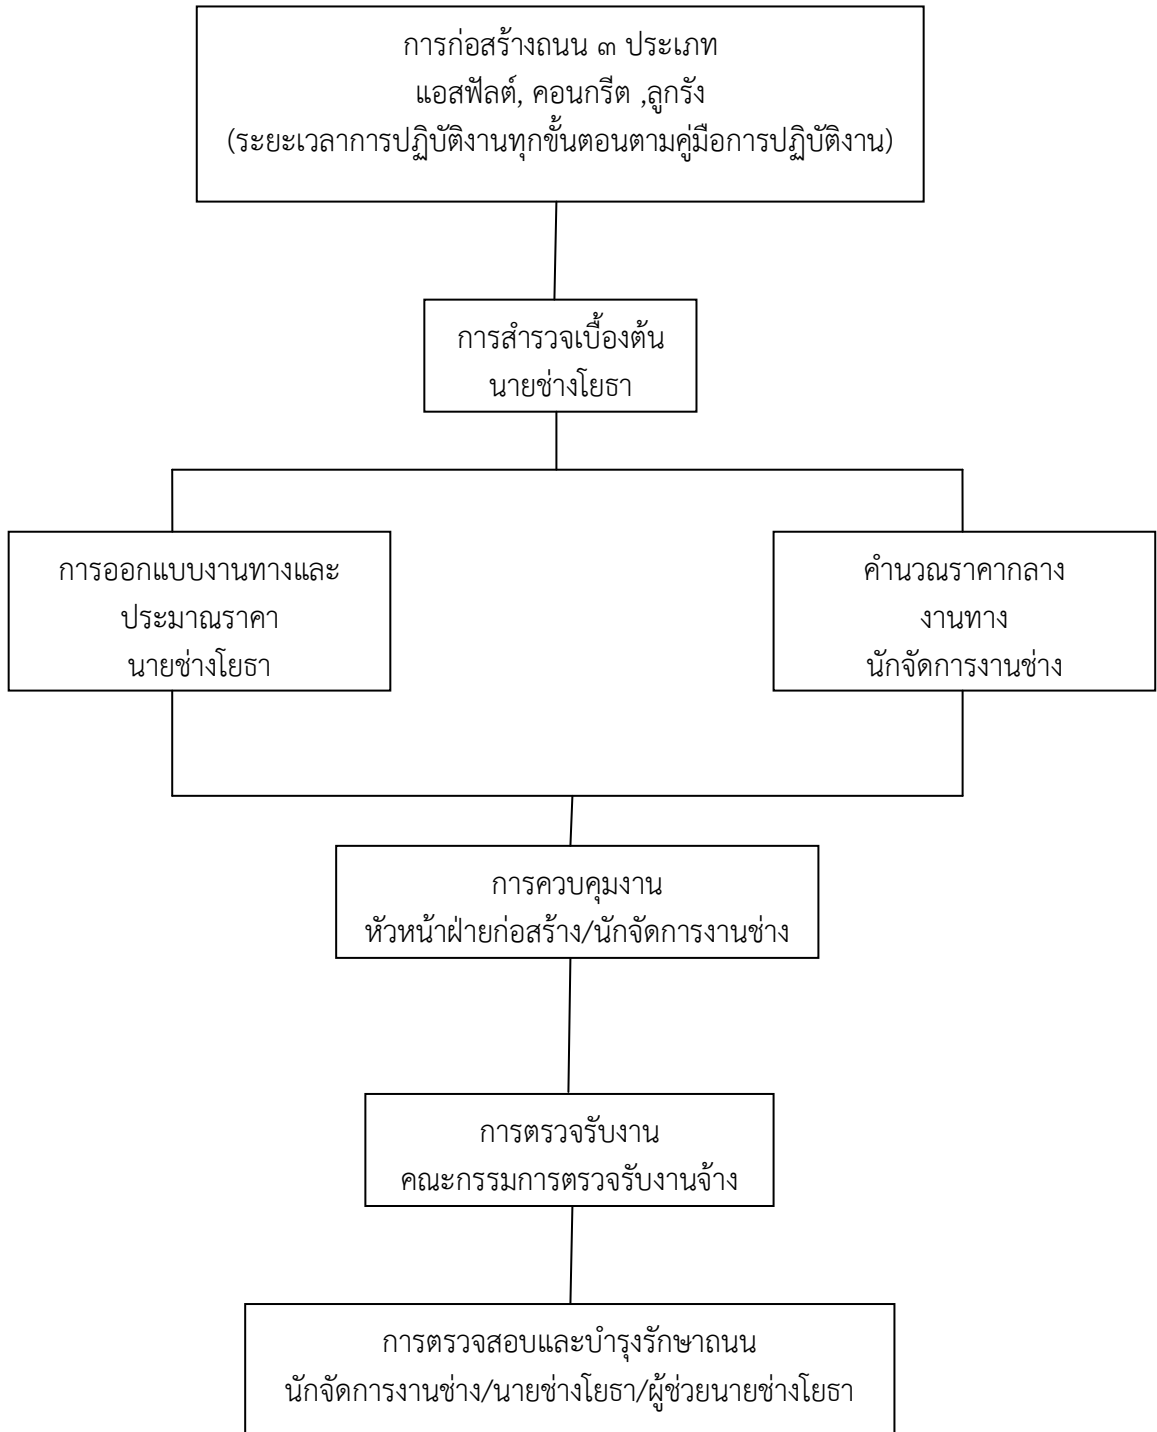 การก่อสร้างถนน ๓ ประเภท
แอสฟัลต์, คอนกรีต ,ลูกรัง
(ระยะเวลาการปฏิบัติงานทุกขั้นตอนตามคู่มือการปฏิบัติงาน)
การสำรวจเบื้องต้น
นายช่างโยธา
การออกแบบงานทางและ
ประมาณราคา
นายช่างโยธา
คำนวณราคากลาง
งานทาง
นักจัดการงานช่าง
การควบคุมงาน
หัวหน้าฝ่ายก่อสร้าง/นักจัดการงานช่าง
การตรวจรับงาน
คณะกรรมการตรวจรับงานจ้าง
การตรวจสอบและบำรุงรักษาถนน
นักจัดการงานช่าง/นายช่างโยธา/ผู้ช่วยนายช่างโยธา